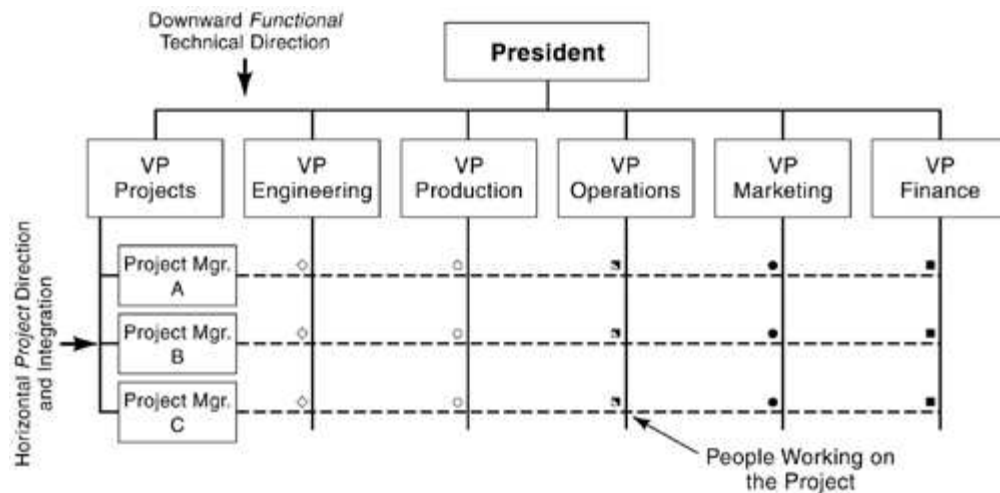 Downward Functional
Technical Direction
President
VP
Projects
VP
Engineering
VP
Production
VP
Operations
VP
Marketing
VP
Finance
Horizontal Project Direction
and Integration
Project Mgr.
A
Project Mgr.
B
Project Mgr.
C
People Working on
the Project